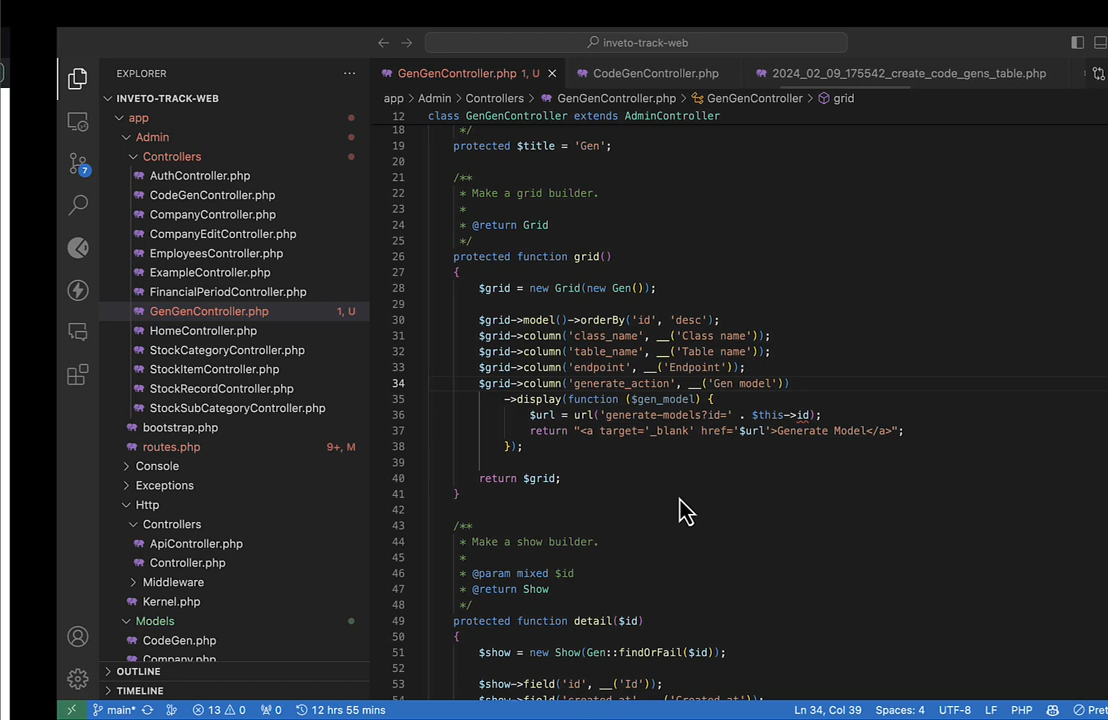 inveto-track-web
EXPLORER
GenGenController.php 1, U
CodeGenController.php
2024_02_09_175542_create_code_gens_table.php
INVETO-TRACK-WEB
app
Admin
Controllers
AuthController.php
CodeGenController.php
CompanyController.php
CompanyEditController.php
EmployeesController.php
ExampleController.php
FinancialPeriodController.php
GenGenController.php 1, U
HomeController.php
StockCategoryController.php
StockItemController.php
StockRecordController.php
StockSubCategoryController.php
bootstrap.php
routes.php 9+, M
Console
Exceptions
Http
Controllers
ApiController.php
Controller.php
Middleware
Kernel.php
Models
CodeGen.php
Company.php
OUTLINE
TIMELINE
7
app > Admin > Controllers > GenGenController.php > GenGenController > grid
12 class GenGenController extends AdminController
18 */
19 protected $title = 'Gen';
20
21 /**
22 * Make a grid builder.
23 *
24 * @return Grid
25 */
26 protected function grid()
27 {
28 $grid = new Grid(new Gen());
29
30 $grid->model()->orderBy('id', 'desc');
31 $grid->column('class_name', __('Class name'));
32 $grid->column('table_name', __('Table name'));
33 $grid->column('endpoint', __('Endpoint'));
34 $grid->column('generate_action', __('Gen model'))
35 ->display(function ($gen_model) {
36 $url = url('generate-models?id=' . $this->id);
37 return "<a target='_blank' href='$url'>Generate Model</a>";
38 });
39
40 return $grid;
41 }
42
43 /**
44 * Make a show builder.
45 *
46 * @param mixed $id
47 * @return Show
48 */
49 protected function detail($id)
50 {
51 $show = new Show(Gen::findOrFail($id));
52
53 $show->field('id', __('Id'));
54 $show->field('created_at', __('Created at'));
main* 13 0 0 12 hrs 55 mins Ln 34, Col 39 Spaces: 4 UTF-8 LF PHP